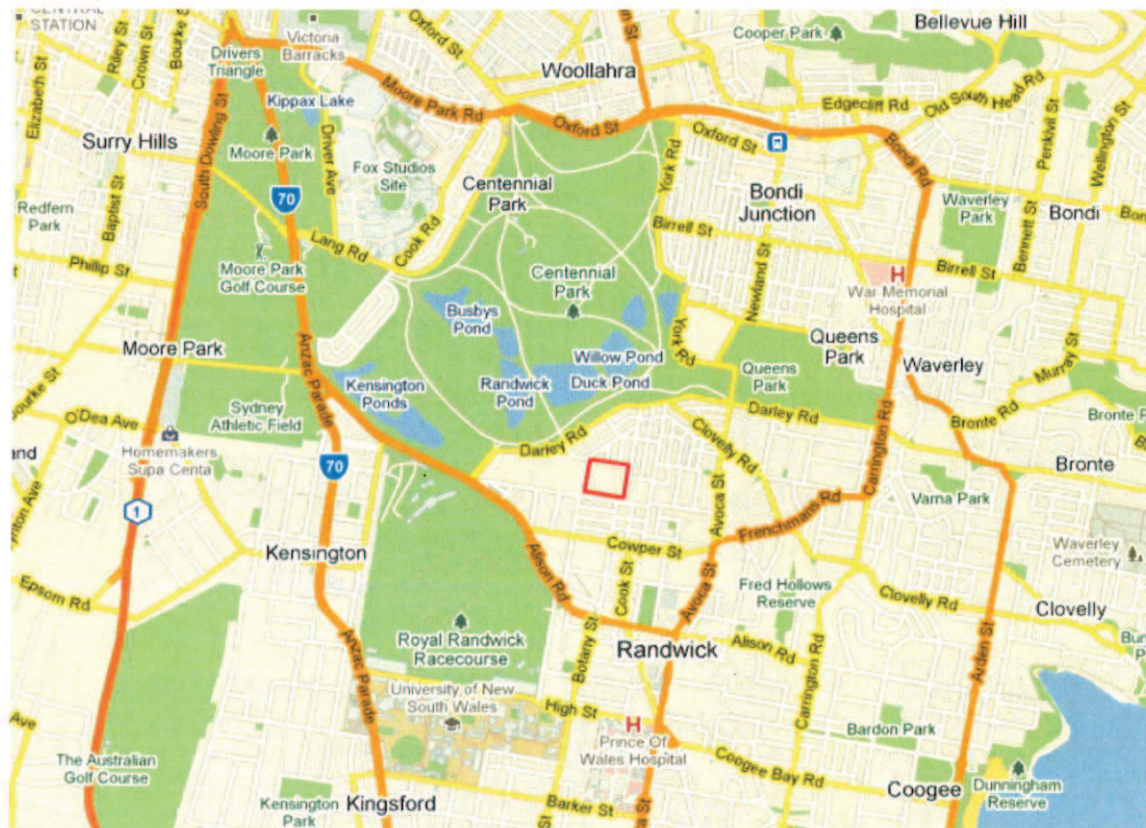 CENTRAL
STATION
Riley St
Crown St
Bourke St
Victoria
Barracks
Oxford St
Cooper Park
Bellevue Hill
Drivers
Triangle
Woollahra
Elizabeth St
Kippax Lake
Moore Park Rd
Edgecliff Rd
Old South Head Rd
Perkivil St
Wellington St
Oxford St
Oxford St
Surry Hills
South Dowling St
Moore Park
Driver Ave
Fox Studios
Site
York Rd
Bondi Rd
Baptist St
70
Centennial
Park
Bondi
Junction
Waverley
Park
Bondi
Redfern
Park
Cook Rd
Lang Rd
Birrell St
Bennett St
Phillip St
Moore Park
Golf Course
Centennial
Park
Newland St
H
War Memorial
Hospital
Birrell St
Busbys
Pond
Moore Park
Anzac Parade
York Rd
Queens
Park
Waverley
Murray St
Willow Pond
Duck Pond
Kensington
Ponds
Randwick
Pond
Queens
Park
Bourke St
O'Dea Ave
Sydney
Athletic Field
Darley Rd
Darley Rd
Carrington Rd
Bronte Rd
Bronte P
Homemakers
Supa Centa
70
Clovelly Rd
Bronte
1
Avoca St
Varna Park
Frenchmans Rd
Kensington
Alison Rd
Cowper St
Waverley
Cemetery
Epsom Rd
Cook St
Avoca St
Fred Hollows
Reserve
Clovelly Rd
Clovelly
Anzac Parade
Royal Randwick
Racecourse
Botany St
Randwick
Alison Rd
Carrington Rd
Arden St
University of New
South Wales
High St
H
Prince Of
Wales Hospital
Bardon Park
The Australian
Golf Course
Coogee Bay Rd
Dunningham
Reserve
Kensington
Park
Kingsford
Barker St
Coogee